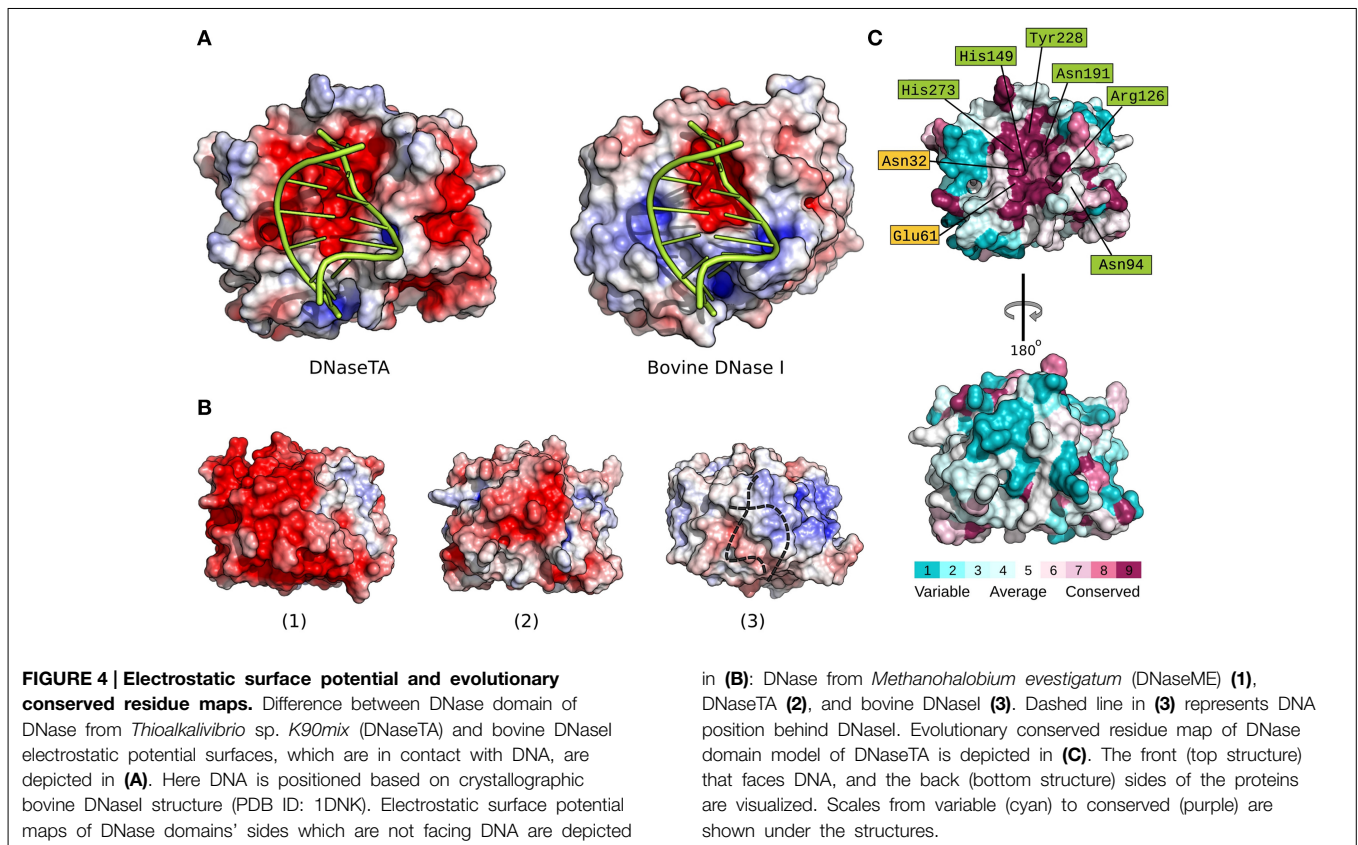 A
DNaseTA
Bovine DNase I
B
(1)
(2)
(3)
C
Tyr228
His149
Asn191
His273
Arg126
Asn32
Glu61
Asn94
180o
1 2 3 4 5 6 7 8 9
Variable Average Conserved
FIGURE 4 | Electrostatic surface potential and evolutionary
conserved residue maps. Difference between DNase domain of
DNase from Thioalkalivibrio sp. K90mix (DNaseTA) and bovine DNaseI
electrostatic potential surfaces, which are in contact with DNA, are
depicted in (A). Here DNA is positioned based on crystallographic
bovine DNaseI structure (PDB ID: 1DNK). Electrostatic surface potential
maps of DNase domains' sides which are not facing DNA are depicted
in (B): DNase from Methanohalobium evestigatum (DNaseME) (1),
DNaseTA (2), and bovine DNaseI (3). Dashed line in (3) represents DNA
position behind DNaseI. Evolutionary conserved residue map of DNase
domain model of DNaseTA is depicted in (C). The front (top structure)
that faces DNA, and the back (bottom structure) sides of the proteins
are visualized. Scales from variable (cyan) to conserved (purple) are
shown under the structures.